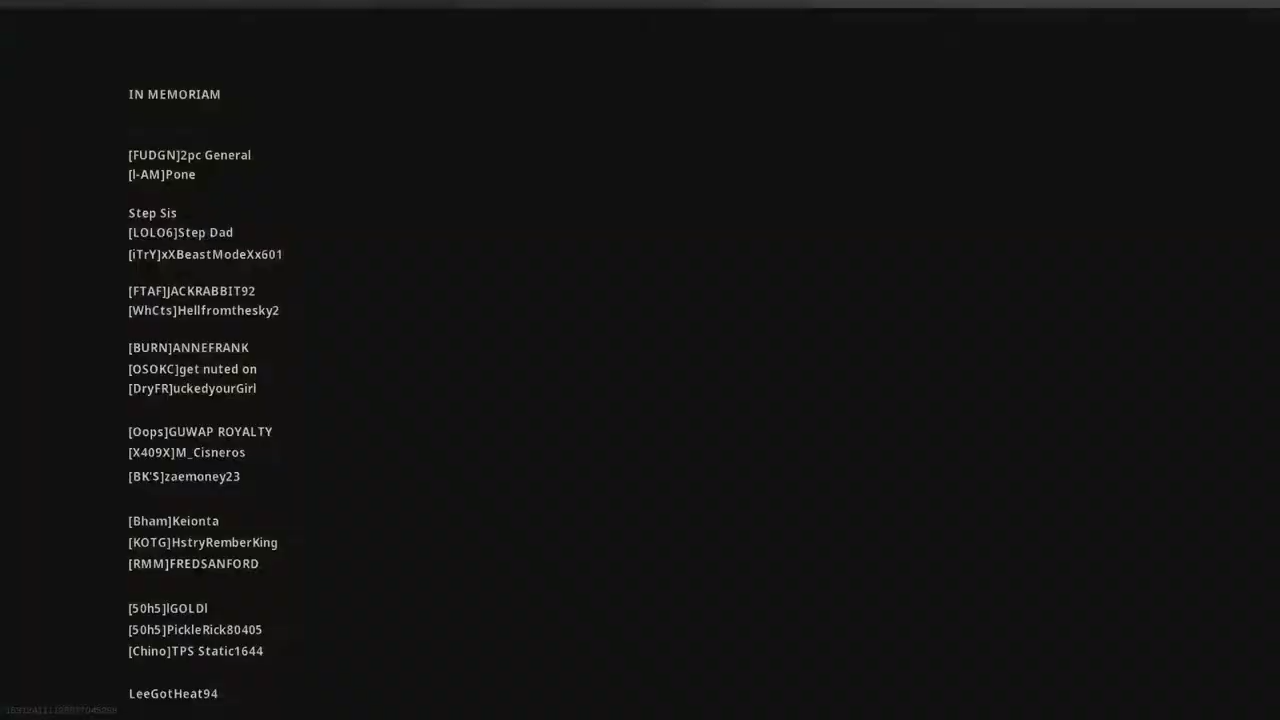 IN MEMORIAM
[FUDGN]2pc General
[I-AM]Pone
Step Sis
[LOLO6]Step Dad
[iTrY]xXBeastModeXx601
[FTAF]JACKRABBIT92
[WhCts]Hellfromthesky2
[BURN]ANNEFRANK
[OSOKC]get nuted on
[DryFR]uckedyourGirl
[Oops]GUWAP ROYALTY
[X409X]M_Cisneros
[BK'S]zaemoney23
[Bham]Keionta
[KOTG]HstryRemberKing
[RMM]FREDSANFORD
[50h5]lGOLDl
[50h5]PickleRick80405
[Chino]TPS Static1644
LeeGotHeat94